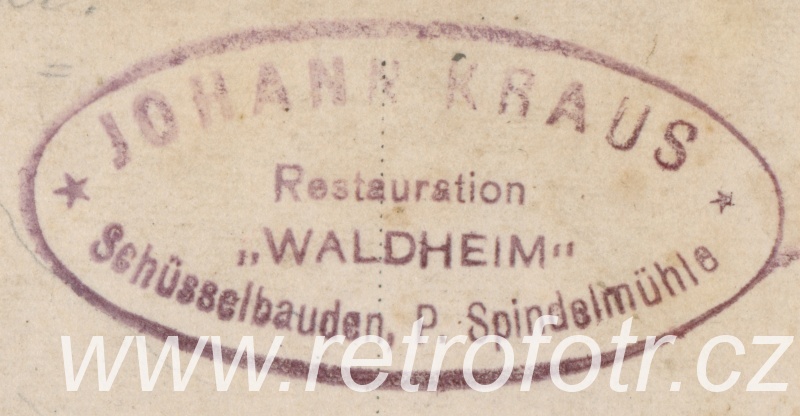 JOHANN KRAUS
Restauration
„WALDHEIM“
Schüsselbauden, P. Spindelmühle
www.retrofotr.cz